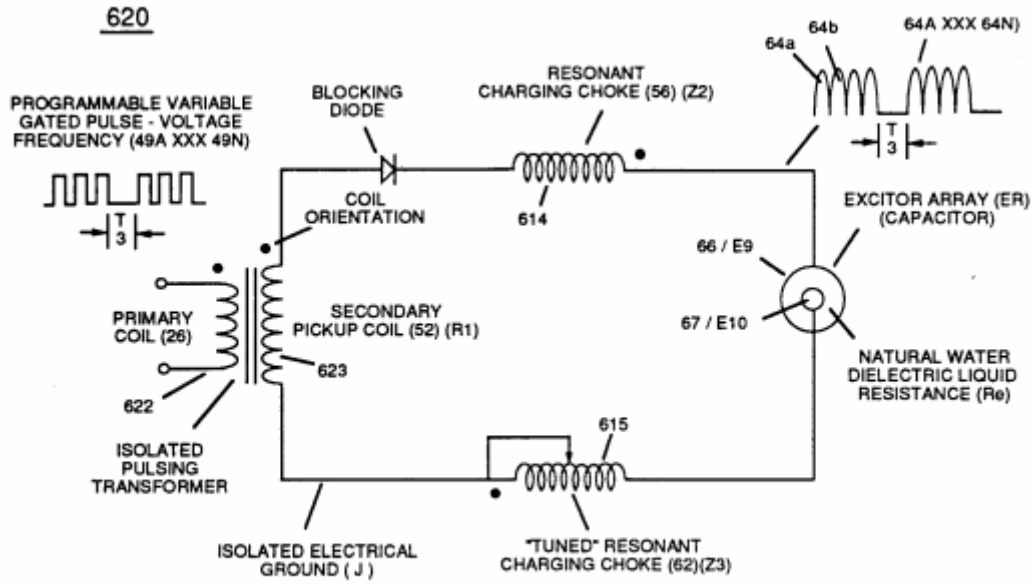 620
PROGRAMMABLE VARIABLE
GATED PULSE - VOLTAGE
FREQUENCY (49A XXX 49N)
T
3
BLOCKING
DIODE
RESONANT
CHARGING CHOKE (56) (Z2)
614
64a
64b
64A XXX 64N)
T
3
COIL
ORIENTATION
EXCITOR ARRAY (ER)
(CAPACITOR)
66 / E9
67 / E10
PRIMARY
COIL (26)
SECONDARY
PICKUP COIL (52) (R1)
623
622
NATURAL WATER
DIELECTRIC LIQUID
RESISTANCE (Re)
ISOLATED
PULSING
TRANSFORMER
615
ISOLATED ELECTRICAL
GROUND ( J )
"TUNED" RESONANT
CHARGING CHOKE (62)(Z3)